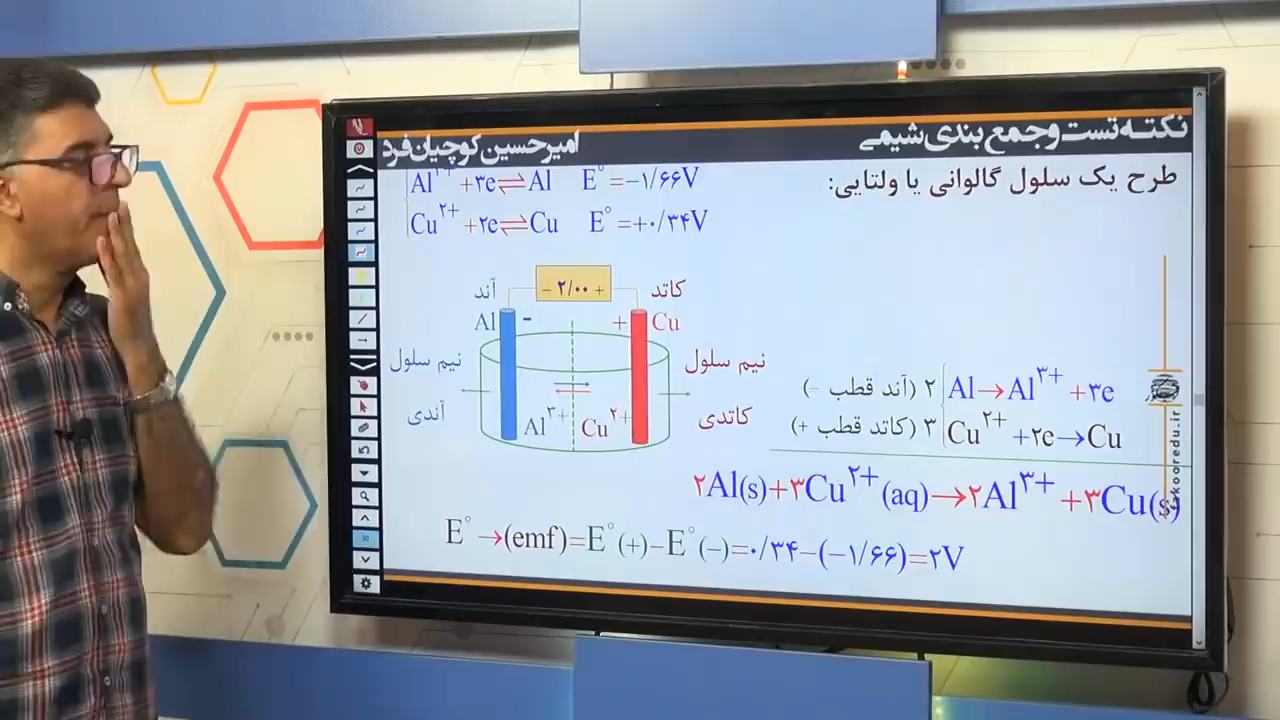 نکته تست و جمع بندی شیمی
امیرحسین کوچیان فرد
طرح یک سلول گالوانی یا ولتایی:
Al³⁺ +۳e⇌Al E°=−۱/۶۶V
Cu²⁺ +۲e⇌Cu E°=+۰/۳۴V
آند
− ۲/۰۰ +
کاتد
Al -
+ Cu
نیم سلول
آندی
نیم سلول
کاتدی
Al³⁺
Cu²⁺
(آند قطب −) ۲ Al→Al³⁺ +۳e
(کاتد قطب +) ۳ Cu²⁺ +۲e→Cu
۲Al(s)+۳Cu²⁺(aq)→۲Al³⁺+۳Cu(s)
E°→(emf)=E°(+)−E°(−)=۰/۳۴−(−۱/۶۶)=۲V